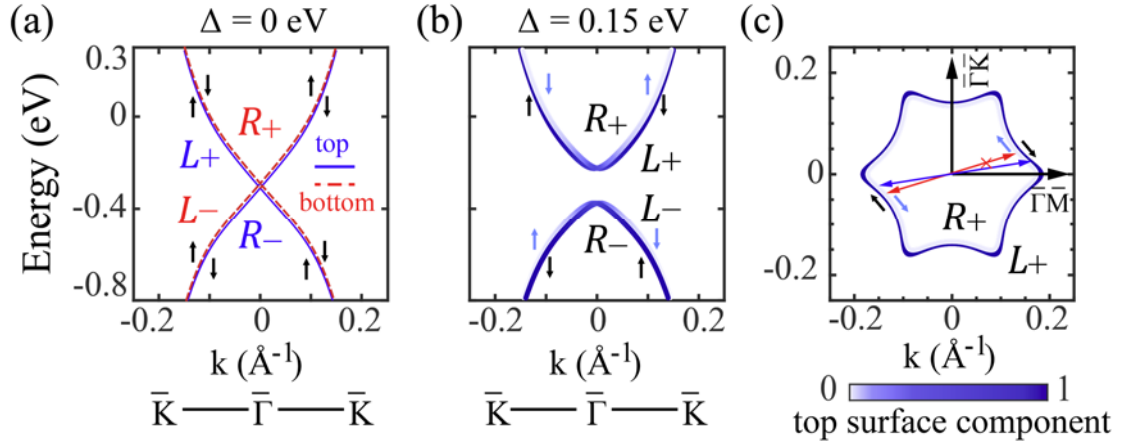 (a) Δ = 0 eV
(b) Δ = 0.15 eV
(c)
Energy (eV)
0.3
0
-0.4
-0.8
R+
L+
top
bottom
L−
R−
-0.2 0 0.2
k (Å⁻¹)
K̄ Γ̄ K̄
R+
L+
L−
R−
-0.2 0 0.2
k (Å⁻¹)
K̄ Γ̄ K̄
0.2
0
-0.2
Γ̄K̄
Γ̄M̄
R+
L+
-0.2 0 0.2
k (Å⁻¹)
0 1
top surface component